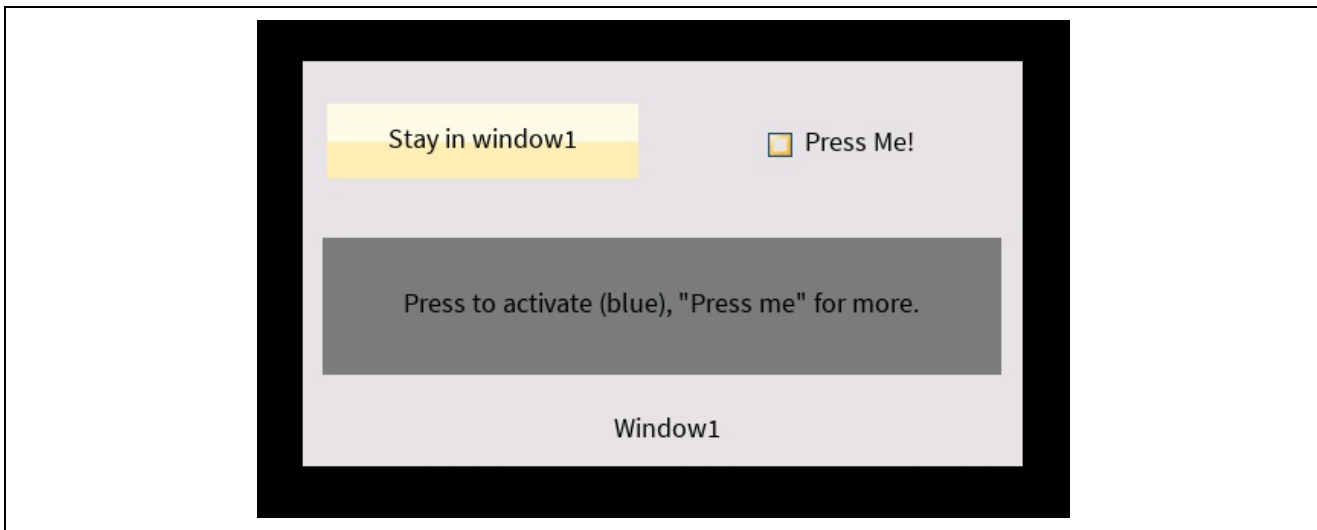 Stay in window1
Press Me!
Press to activate (blue), "Press me" for more.
Window1